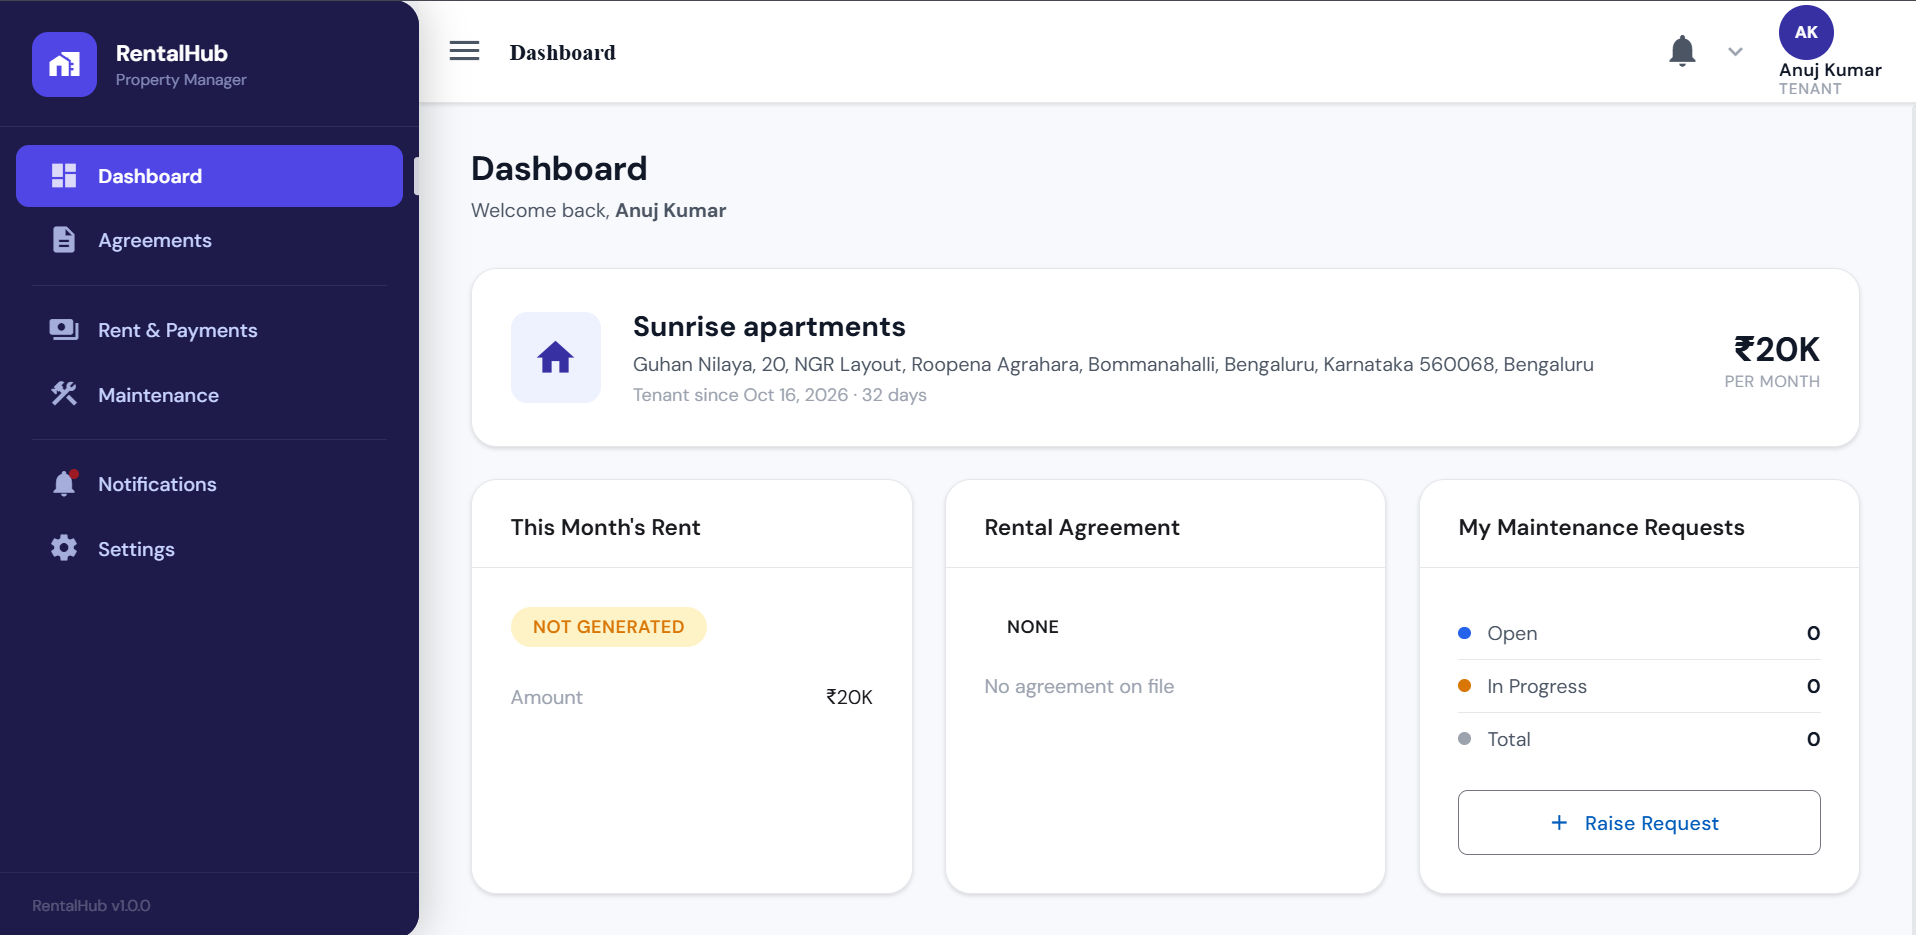 RentalHub
Property Manager
Dashboard
Agreements
Rent & Payments
Maintenance
Notifications
Settings
RentalHub v1.0.0
Dashboard
AK
Anuj Kumar
TENANT
Dashboard
Welcome back, Anuj Kumar
Sunrise apartments
Guhan Nilaya, 20, NGR Layout, Roopena Agrahara, Bommanahalli, Bengaluru, Karnataka 560068, Bengaluru
Tenant since Oct 16, 2026 · 32 days
₹20K
PER MONTH
This Month's Rent
NOT GENERATED
Amount ₹20K
Rental Agreement
NONE
No agreement on file
My Maintenance Requests
Open 0
In Progress 0
Total 0
+ Raise Request